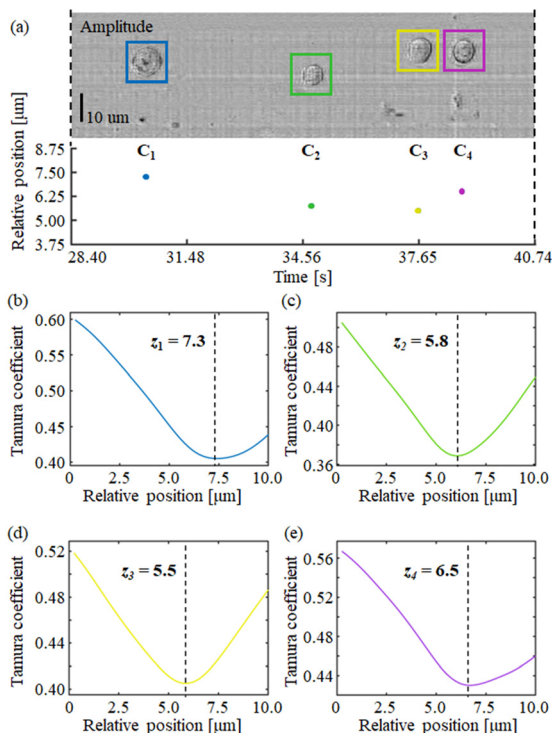 (a)
Amplitude
10 um
C1 C2 C3 C4
Relative position [μm]
8.75
7.50
6.25
5.00
3.75
28.40 31.48 34.56 37.65 40.74
Time [s]
(b)
Tamura coefficient
z1 = 7.3
0.60
0.55
0.50
0.45
0.40
0 2.5 5.0 7.5 10.0
Relative position [μm]
(c)
Tamura coefficient
z2 = 5.8
0.48
0.44
0.40
0.36
0 2.5 5.0 7.5 10.0
Relative position [μm]
(d)
Tamura coefficient
z3 = 5.5
0.52
0.48
0.44
0.40
0 2.5 5.0 7.5 10.0
Relative position [μm]
(e)
Tamura coefficient
z4 = 6.5
0.56
0.52
0.48
0.44
0 2.5 5.0 7.5 10.0
Relative position [μm]